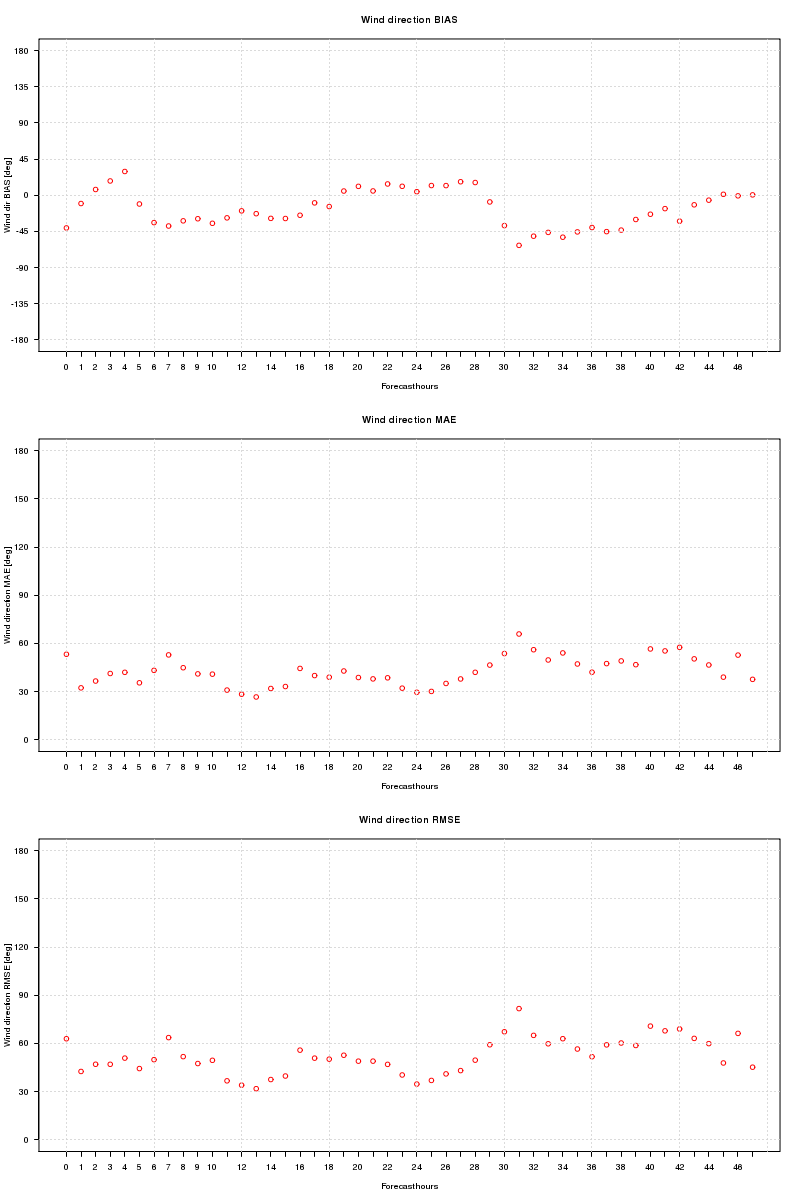 Wind direction BIAS
Wind dir BIAS [deg]
180
135
90
45
0
-45
-90
-135
-180
0 1 2 3 4 5 6 7 8 9 10 12 14 16 18 20 22 24 26 28 30 32 34 36 38 40 42 44 46
Forecasthours
Wind direction MAE
Wind direction MAE [deg]
180
150
120
90
60
30
0
0 1 2 3 4 5 6 7 8 9 10 12 14 16 18 20 22 24 26 28 30 32 34 36 38 40 42 44 46
Forecasthours
Wind direction RMSE
Wind direction RMSE [deg]
180
150
120
90
60
30
0
0 1 2 3 4 5 6 7 8 9 10 12 14 16 18 20 22 24 26 28 30 32 34 36 38 40 42 44 46
Forecasthours